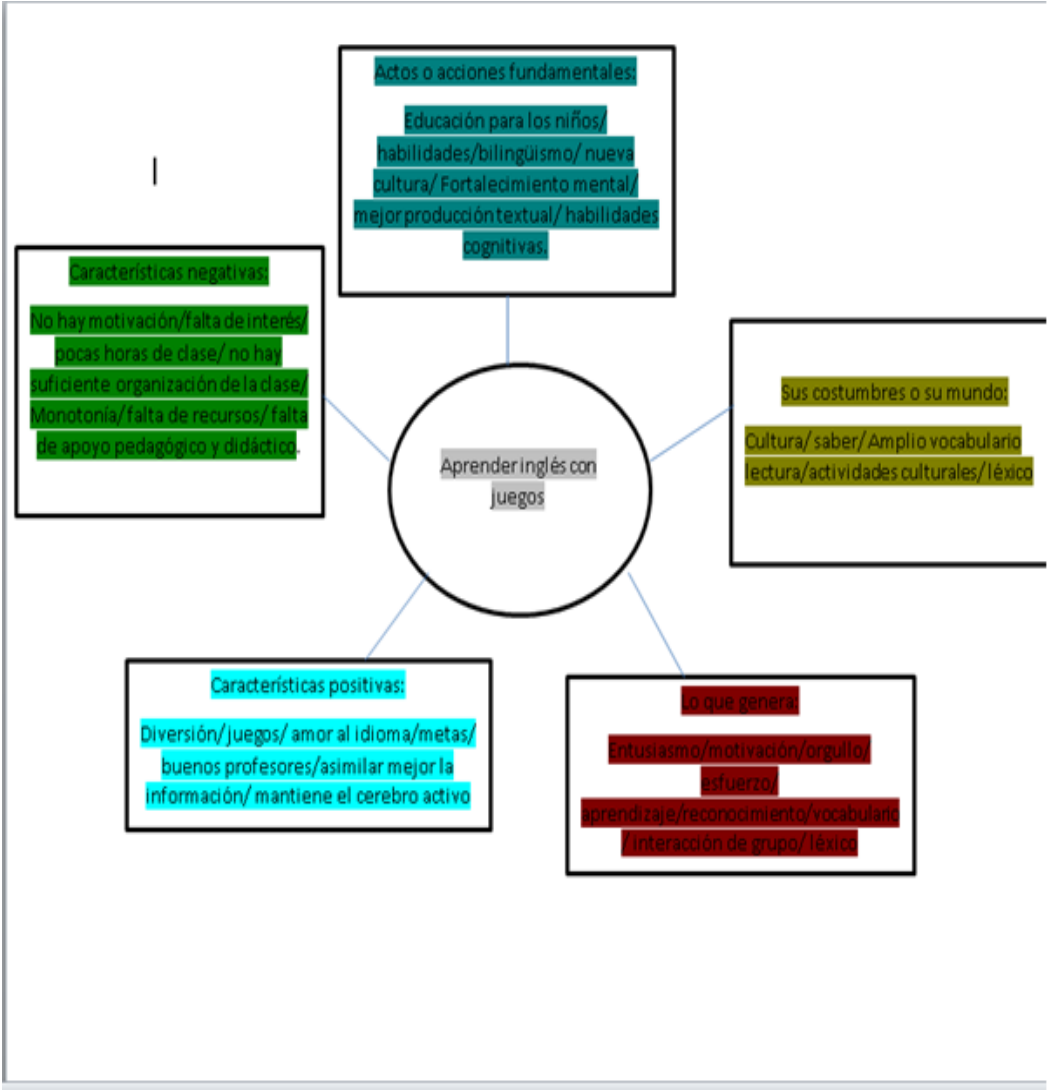 Actos o acciones fundamentales:
Educación para los niños/
habilidades/bilingüismo/ nueva
cultura/ Fortalecimiento mental/
mejor producción textual/ habilidades
cognitivas.
Características negativas:
No hay motivación/falta de interés/
pocas horas de clase/ no hay
suficiente organización de la clase/
Monotonía/falta de recursos/ falta
de apoyo pedagógico y didáctico.
Sus costumbres o su mundo:
Cultura/ saber/ Amplio vocabulario
lectura/actividades culturales/ léxico
Aprender inglés con
juegos
Características positivas:
Diversión/juegos/ amor al idioma/metas/
buenos profesores/asimilar mejor la
información/ mantiene el cerebro activo
Lo que genera:
Entusiasmo/motivación/orgullo/
esfuerzo/
aprendizaje/reconocimiento/vocabulario
/ interacción de grupo/ léxico